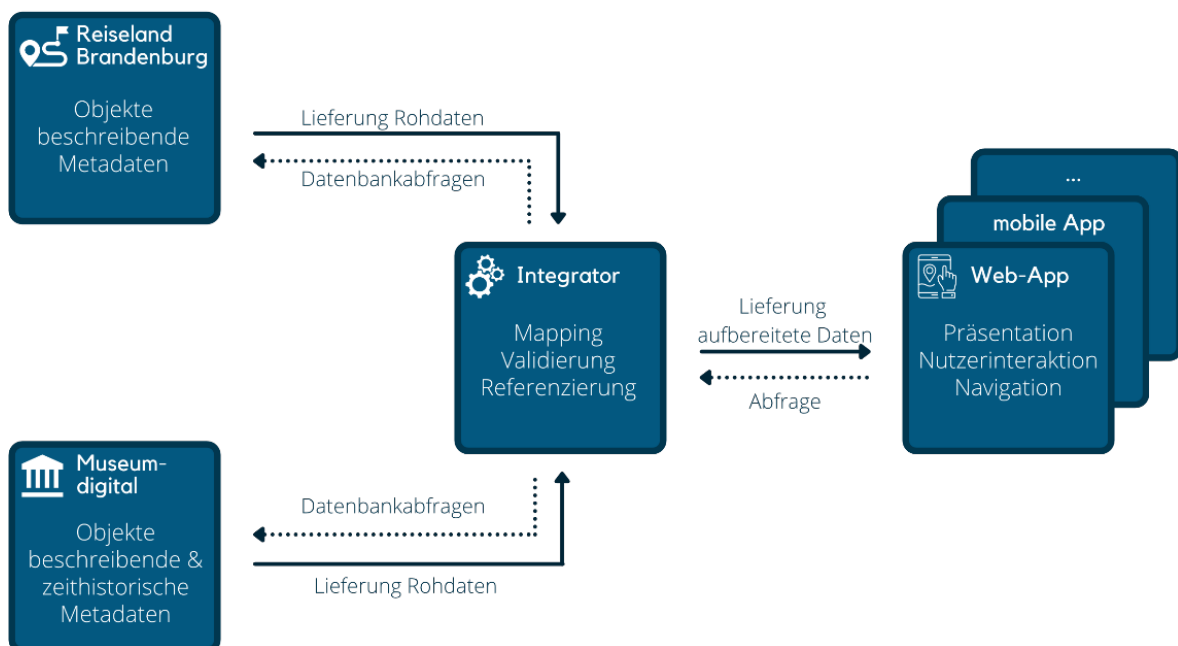 Reiseland
Brandenburg
Objekte
beschreibende
Metadaten
Lieferung Rohdaten
Datenbankabfragen
...
mobile App
Integrator
Mapping
Validierung
Referenzierung
Lieferung
aufbereitete Daten
Abfrage
Web-App
Präsentation
Nutzerinteraktion
Navigation
Museum-
digital
Objekte
beschreibende &
zeithistorische
Metadaten
Datenbankabfragen
Lieferung Rohdaten